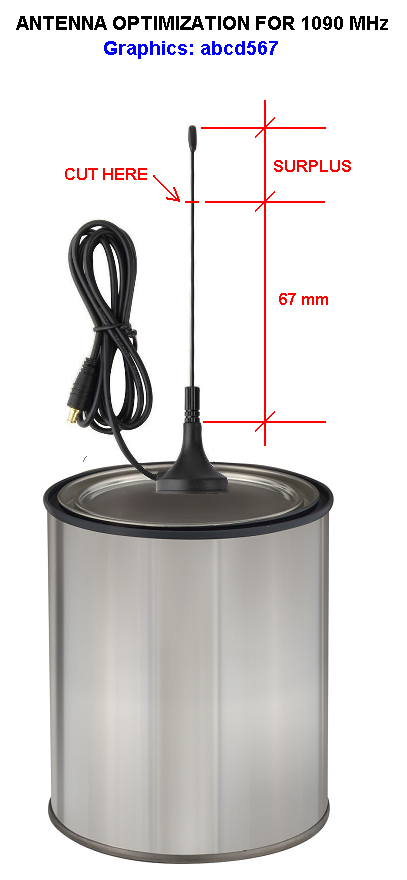 ANTENNA OPTIMIZATION FOR 1090 MHz
Graphics: abcd567
CUT HERE
SURPLUS
67 mm